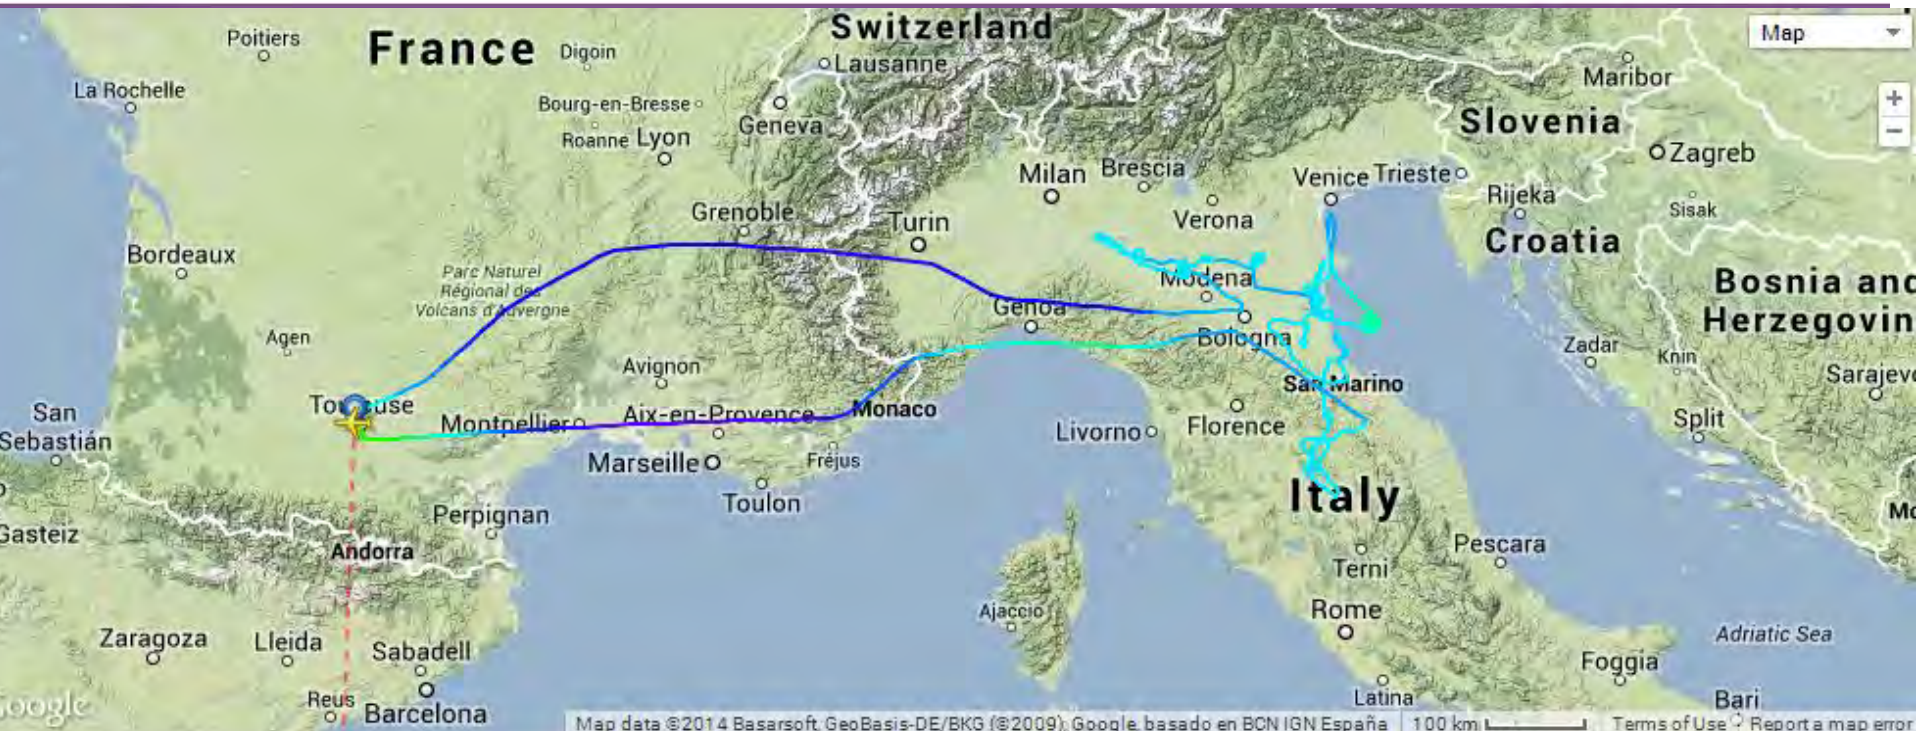 Switzerland
Map
Poitiers
France
Digoin
Lausanne
Maribor
La Rochelle
Bourg-en-Bresse
Geneva
Slovenia
Roanne
Lyon
Zagreb
Milan
Brescia
Venice
Trieste
Rijeka
Grenoble
Turin
Verona
Sisak
Croatia
Bordeaux
Parc Naturel
Régional des
Volcans d'Auvergne
Modena
Bosnia and
Herzegovin
Genoa
Agen
Bologna
Zadar
Knin
Avignon
San Marino
Sarajevo
Toulouse
San
Sebastián
Montpellier
Aix-en-Provence
Monaco
Livorno
Florence
Split
Marseille
Fréjus
Toulon
Italy
Perpignan
Gasteiz
Andorra
Pescara
Terni
Ajaccio
Rome
Zaragoza
Lleida
Sabadell
Adriatic Sea
Foggia
Reus
Barcelona
Latina
Bari
Google
Map data ©2014 Basarsoft, GeoBasis-DE/BKG (©2009), Google, basado en BCN IGN España
100 km
Terms of Use
Report a map error